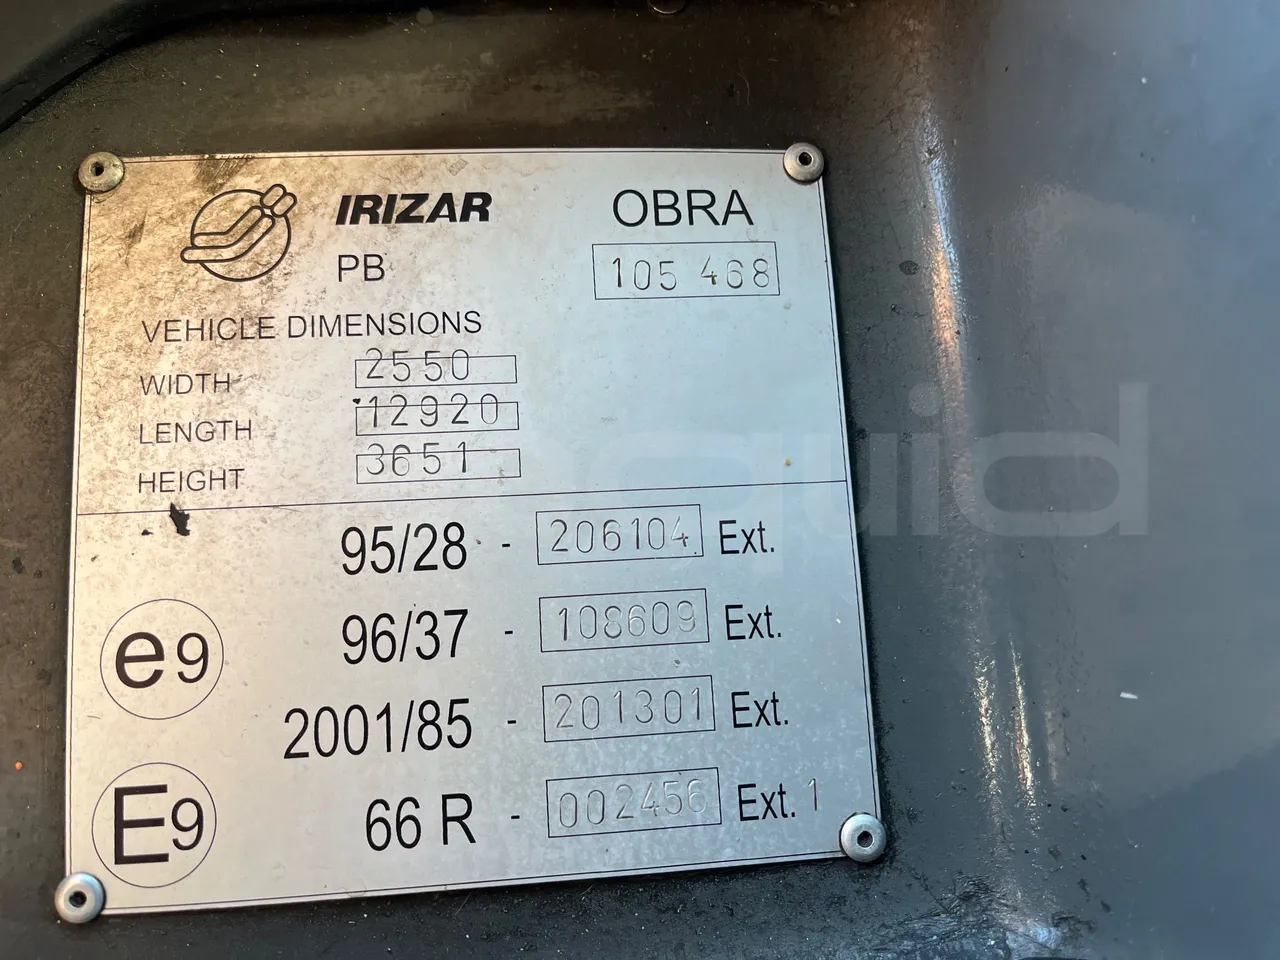 IRIZAR OBRA
PB 105 468
VEHICLE DIMENSIONS
WIDTH 2550
LENGTH 12920
HEIGHT 3651
95/28 - 206104 Ext.
e9 96/37 - 108609 Ext.
2001/85 - 201301 Ext.
E9 66 R - 002456 Ext. 1